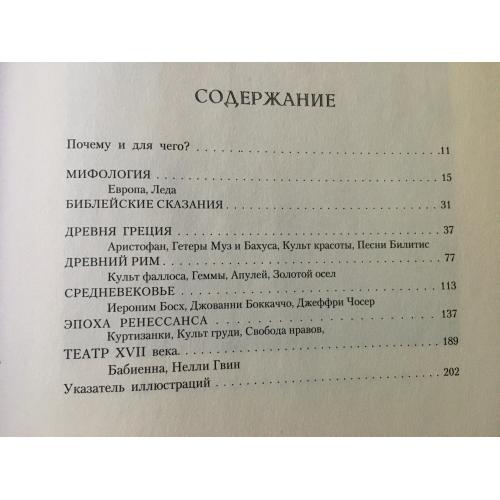 СОДЕРЖАНИЕ
Почему и для чего? . . . . . . . . . . . . . . . . . . . . . . . . . 11
МИФОЛОГИЯ . . . . . . . . . . . . . . . . . . . . . . . . . . . . 15
Европа, Леда
БИБЛЕЙСКИЕ СКАЗАНИЯ . . . . . . . . . . . . . . . . . . . . 31
ДРЕВНЯ ГРЕЦИЯ . . . . . . . . . . . . . . . . . . . . . . . . . 37
Аристофан, Гетеры Муз и Бахуса, Культ красоты, Песни Билитис
ДРЕВНИЙ РИМ . . . . . . . . . . . . . . . . . . . . . . . . . . 77
Культ фаллоса, Геммы, Апулей, Золотой осел
СРЕДНЕВЕКОВЬЕ . . . . . . . . . . . . . . . . . . . . . . . . 113
Иероним Босх, Джованни Боккаччо, Джеффри Чосер
ЭПОХА РЕНЕССАНСА . . . . . . . . . . . . . . . . . . . . . . 137
Куртизанки, Культ груди, Свобода нравов,
ТЕАТР XVII века. . . . . . . . . . . . . . . . . . . . . . . . . . 189
Бабиенна, Нелли Гвин
Указатель иллюстраций . . . . . . . . . . . . . . . . . . . . . 202